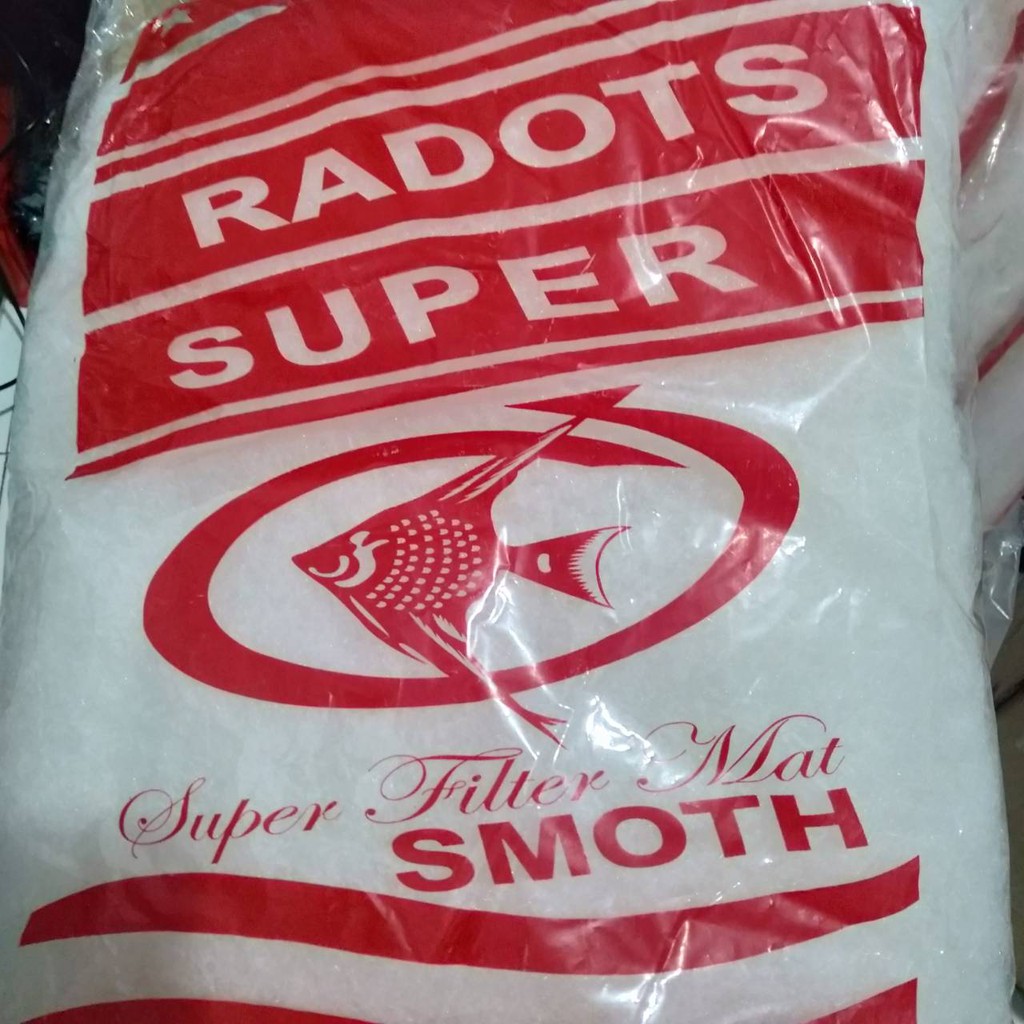 RADOTS
SUPER
Super Filter Mat
SMOTH